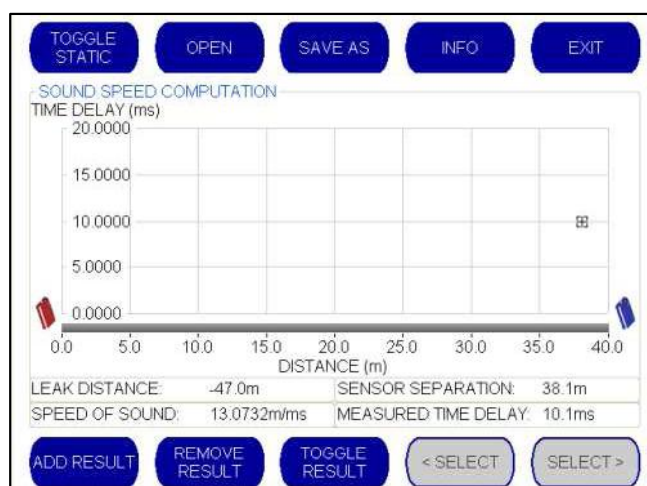 TOGGLE
STATIC
OPEN
SAVE AS
INFO
EXIT
SOUND SPEED COMPUTATION
TIME DELAY (ms)
20.0000
15.0000
10.0000
5.0000
0.0000
0.0 5.0 10.0 15.0 20.0 25.0 30.0 35.0 40.0
DISTANCE (m)
LEAK DISTANCE: -47.0m SENSOR SEPARATION: 38.1m
SPEED OF SOUND: 13.0732m/ms MEASURED TIME DELAY: 10.1ms
ADD RESULT
REMOVE
RESULT
TOGGLE
RESULT
< SELECT
SELECT >